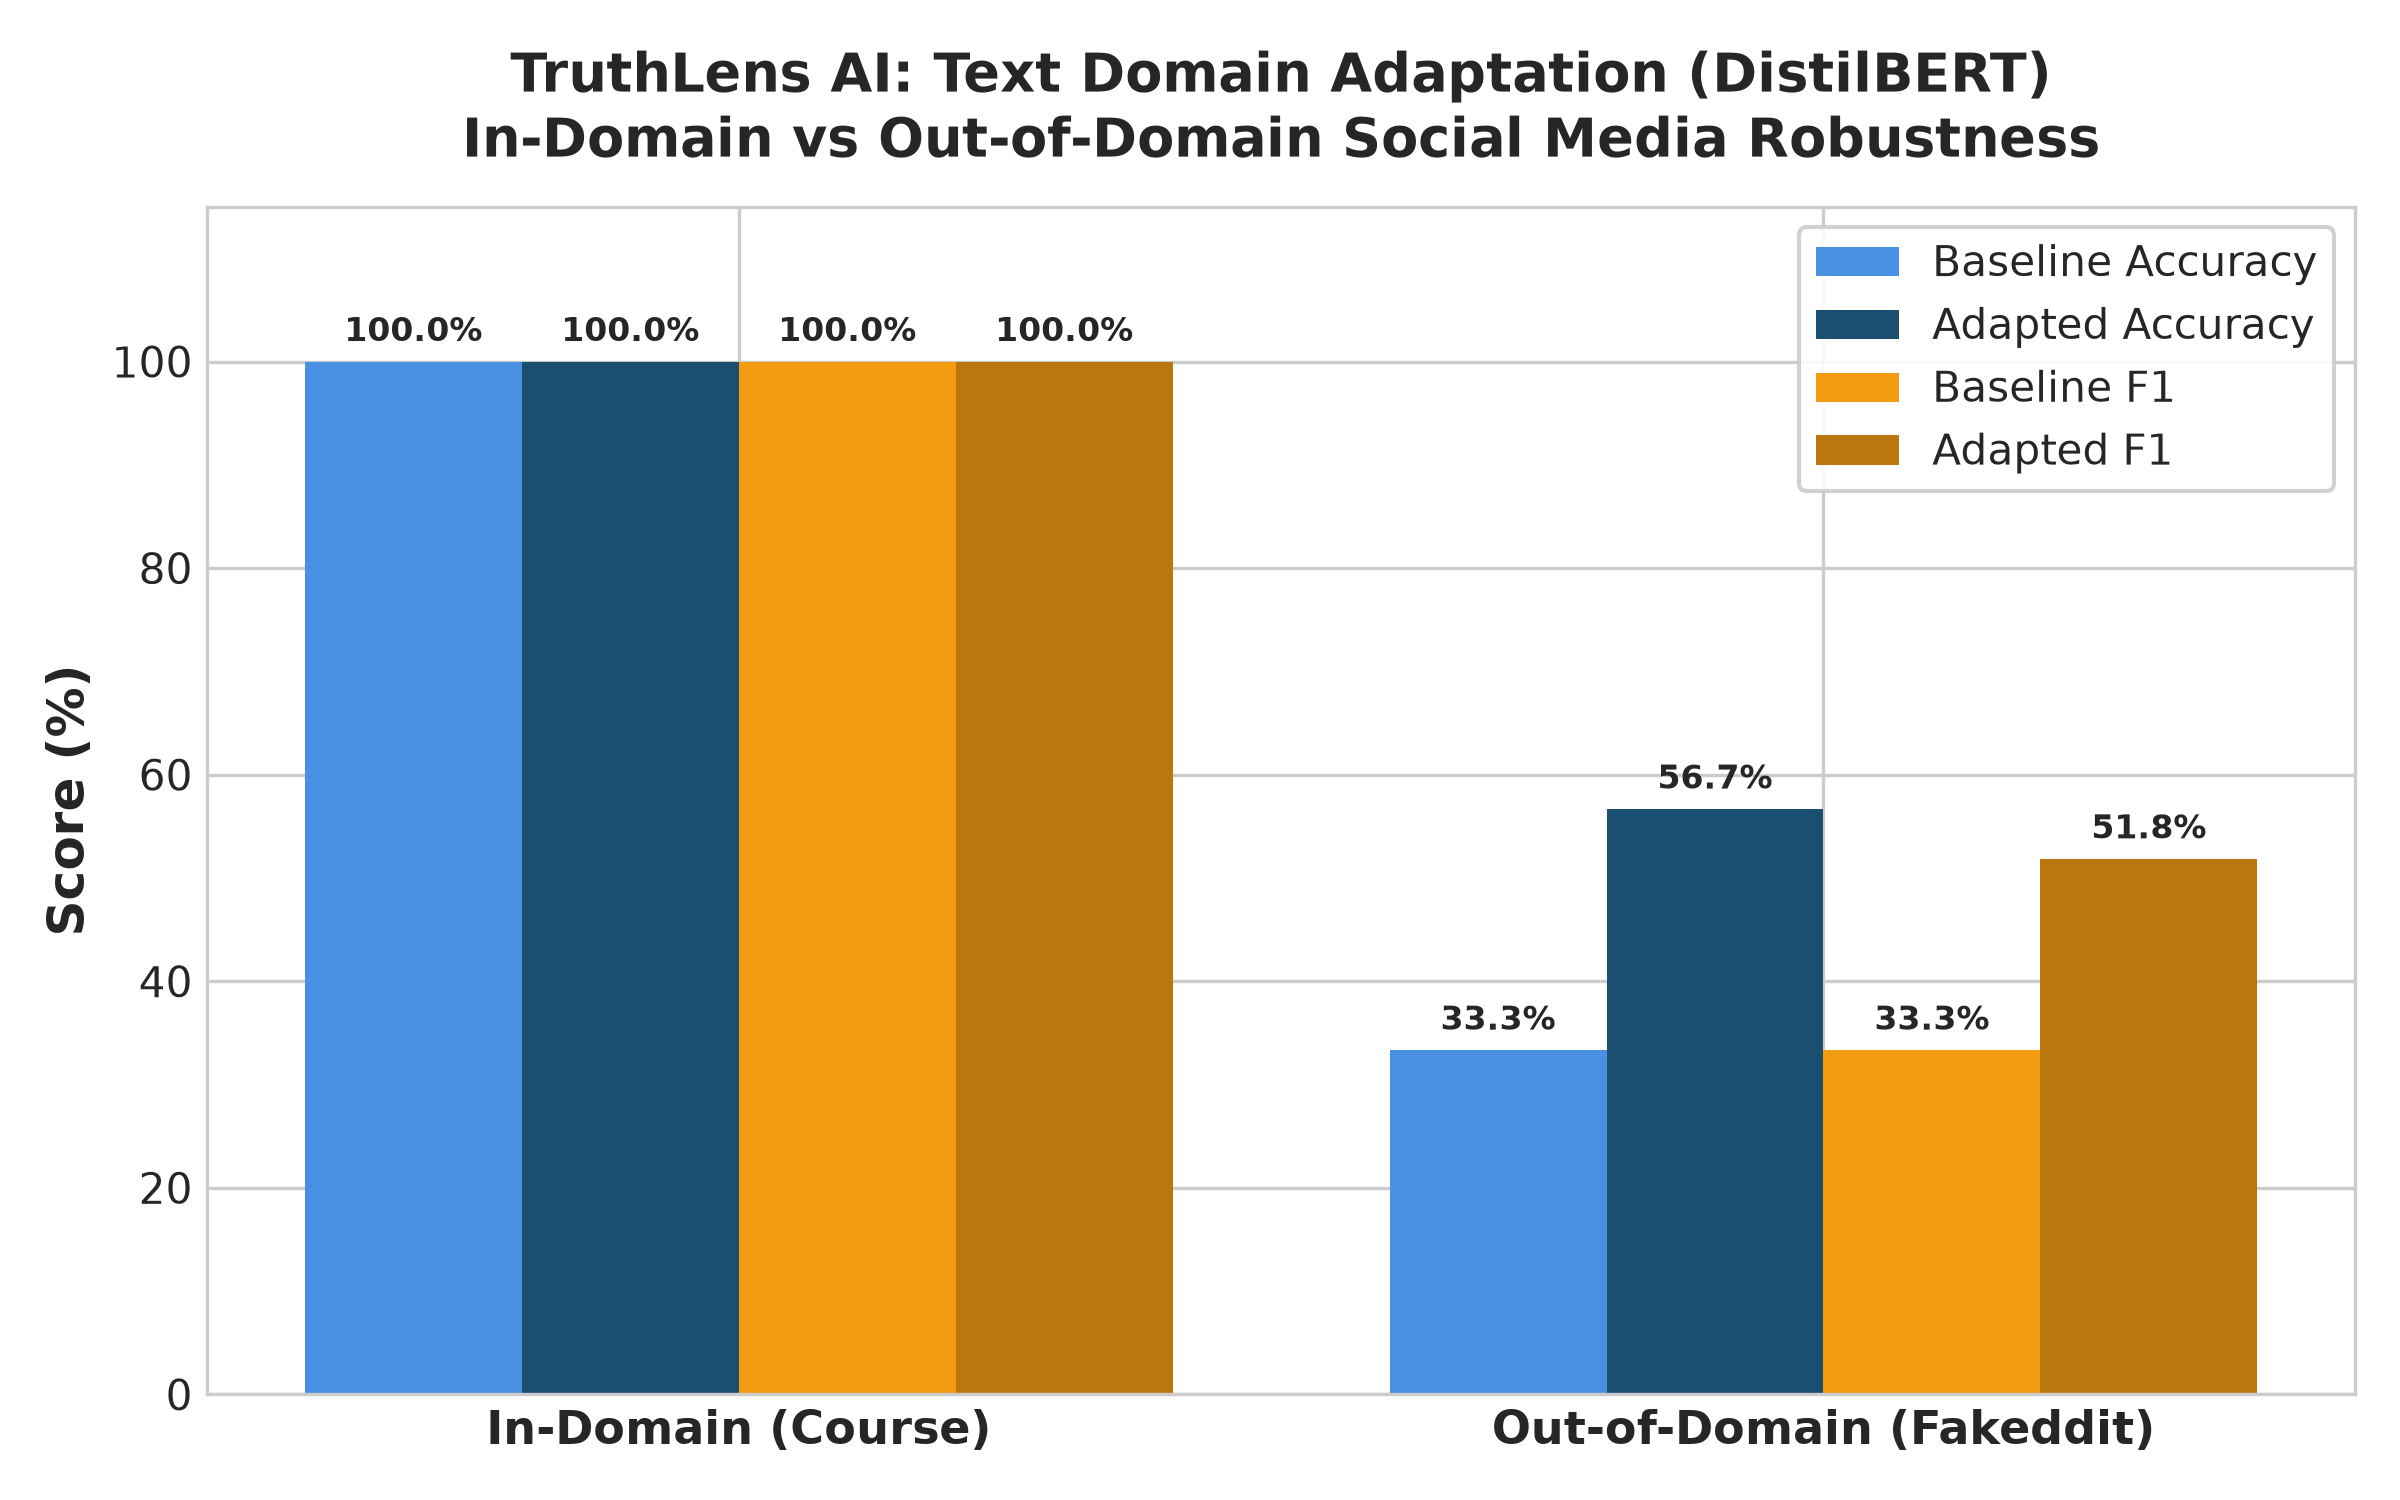 TruthLens AI: Text Domain Adaptation (DistilBERT)
In-Domain vs Out-of-Domain Social Media Robustness
Baseline Accuracy
Adapted Accuracy
Baseline F1
Adapted F1
100.0% 100.0% 100.0% 100.0%
100
80
60
40
20
0
Score (%)
56.7%
51.8%
33.3% 33.3%
In-Domain (Course) Out-of-Domain (Fakeddit)